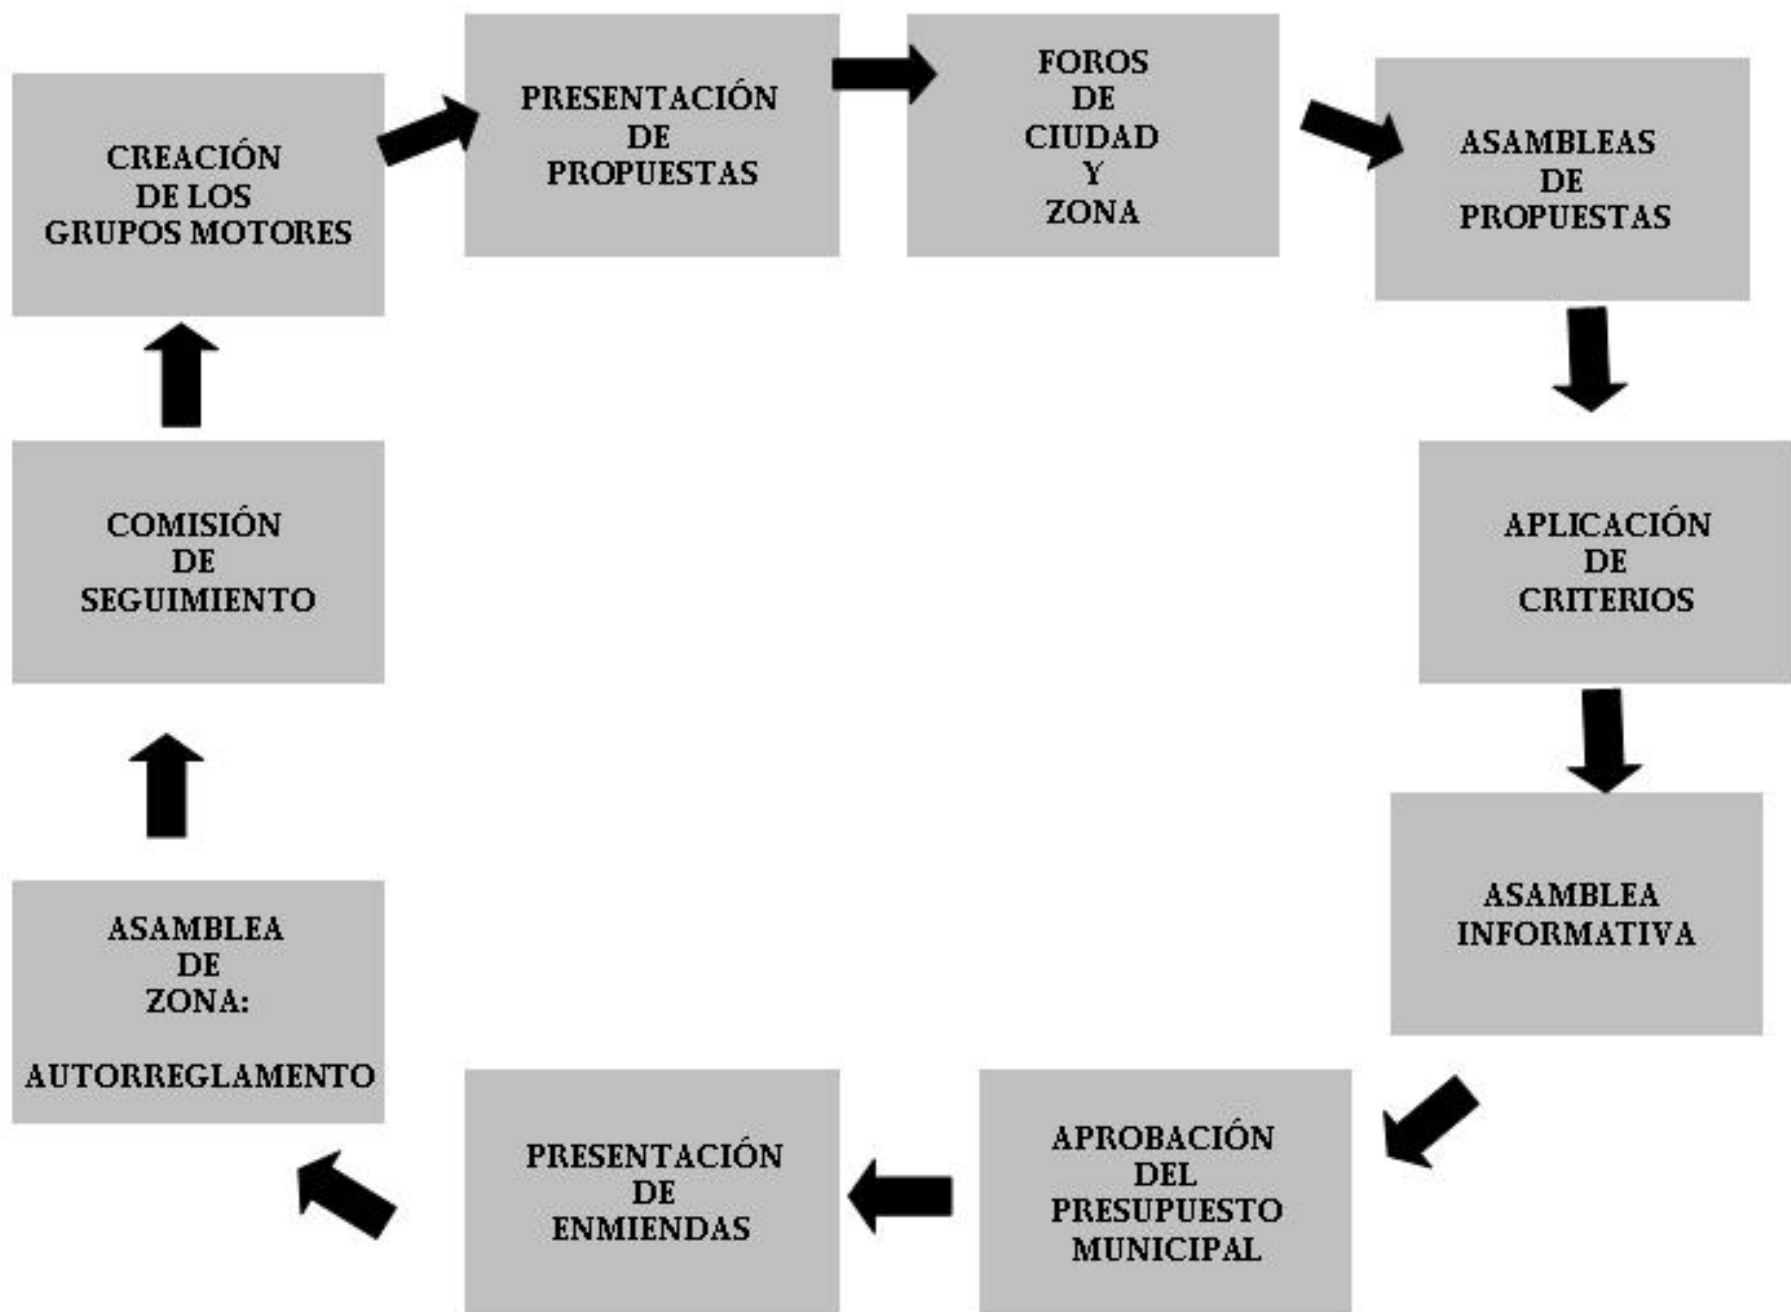 CREACIÓN
DE LOS
GRUPOS MOTORES
PRESENTACIÓN
DE
PROPUESTAS
FOROS
DE
CIUDAD
Y
ZONA
ASAMBLEAS
DE
PROPUESTAS
APLICACIÓN
DE
CRITERIOS
ASAMBLEA
INFORMATIVA
APROBACIÓN
DEL
PRESUPUESTO
MUNICIPAL
PRESENTACIÓN
DE
ENMIENDAS
ASAMBLEA
DE
ZONA:
AUTORREGLAMENTO
COMISIÓN
DE
SEGUIMIENTO